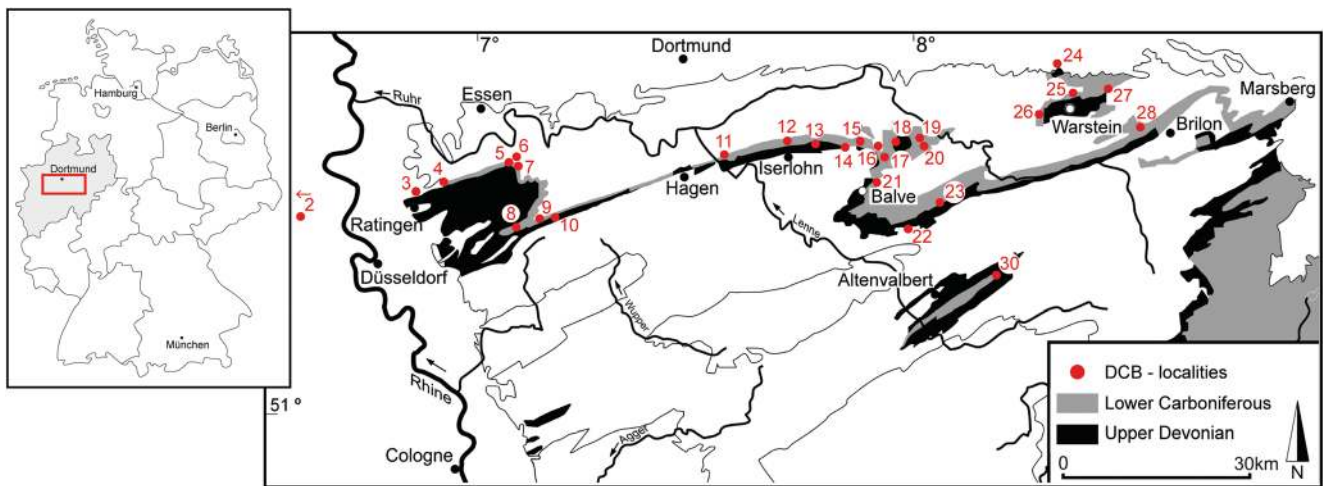 Hamburg
Berlin
Dortmund
München
7°
8°
Dortmund
24
Ruhr
Essen
25
27
Marsberg
26
Warstein
28
Brilon
6
5
7
11
12
13
15
18
19
14
16
17
20
Iserlohn
4
3
Hagen
21
2
Ratingen
Balve
23
8
9
10
Lenne
22
Düsseldorf
30
Altenvalbert
Wupper
Rhine
51°
Agger
Cologne
DCB - localities
Lower Carboniferous
Upper Devonian
0
30km
N